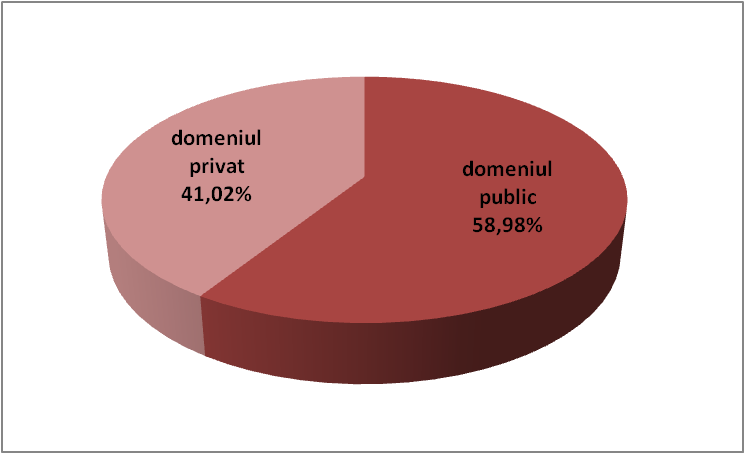 domeniul
privat
41,02%
domeniul
public
58,98%